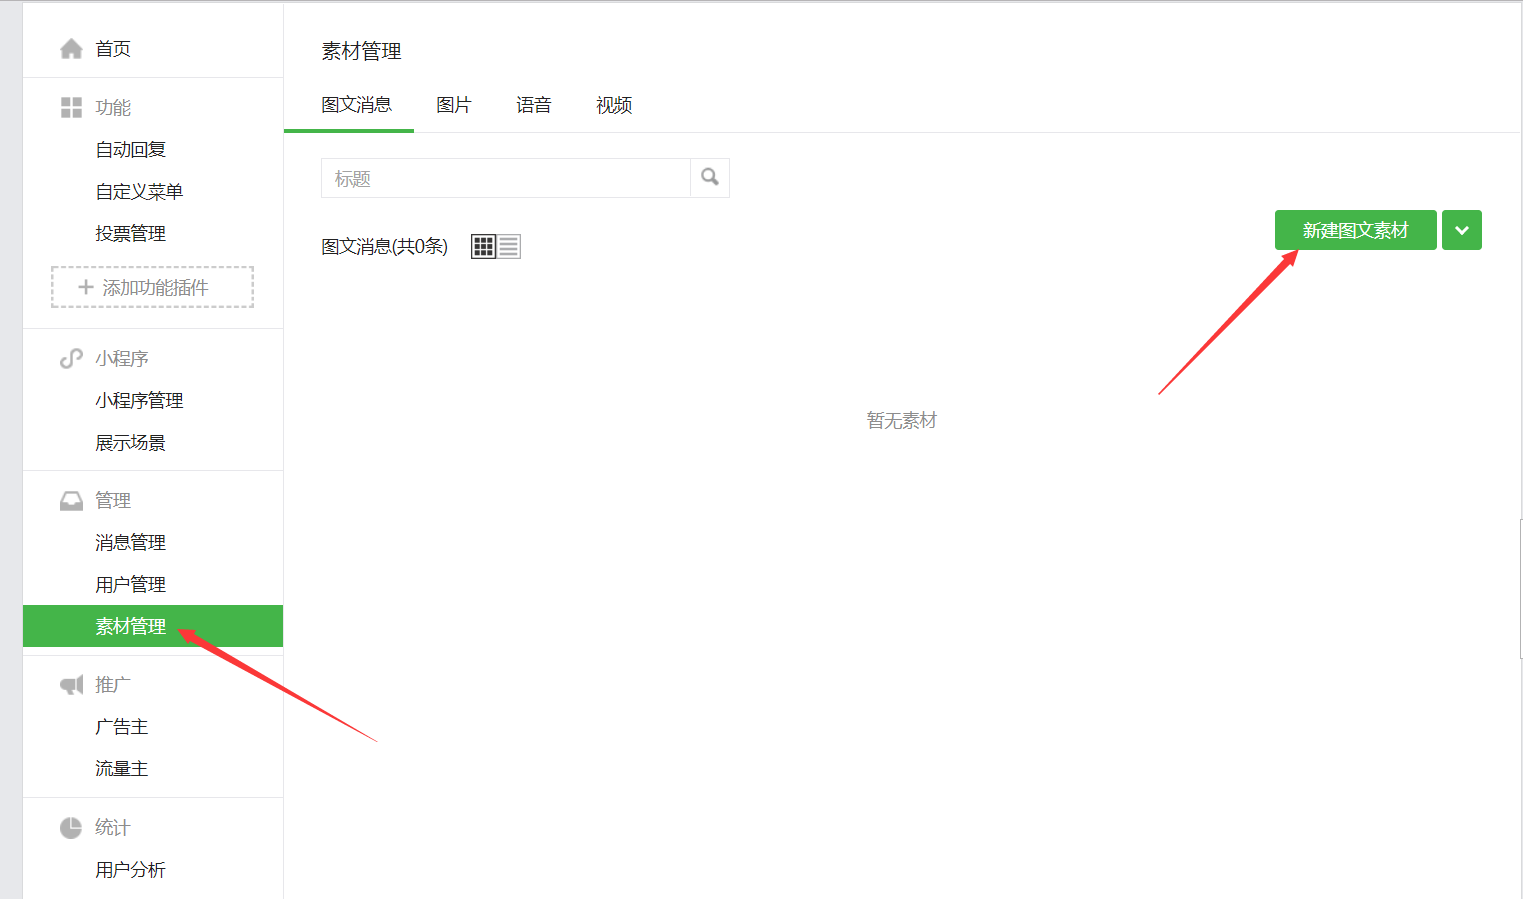 首页
功能
自动回复
自定义菜单
投票管理
添加功能插件
小程序
小程序管理
展示场景
管理
消息管理
用户管理
素材管理
推广
广告主
流量主
统计
用户分析
素材管理
图文消息 图片 语音 视频
标题
图文消息(共0条)
新建图文素材
暂无素材